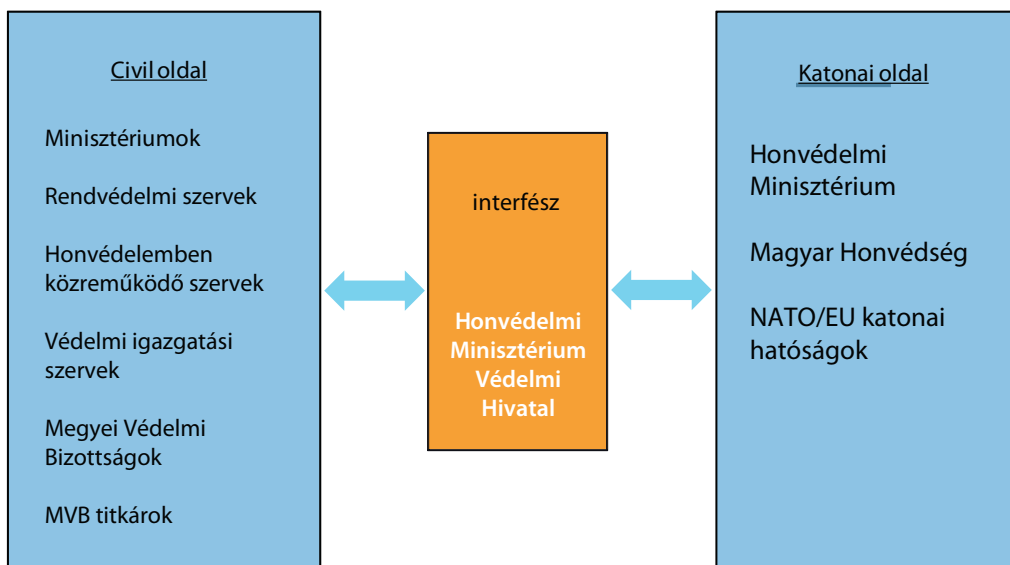 Civil oldal
Minisztériumok
Rendvédelmi szervek
Honvédelemben
közreműködő szervek
Védelmi igazgatási
szervek
Megyei Védelmi
Bizottságok
MVB titkárok
interfész
Honvédelmi
Minisztérium
Védelmi
Hivatal
Katonai oldal
Honvédelmi
Minisztérium
Magyar Honvédség
NATO/EU katonai
hatóságok